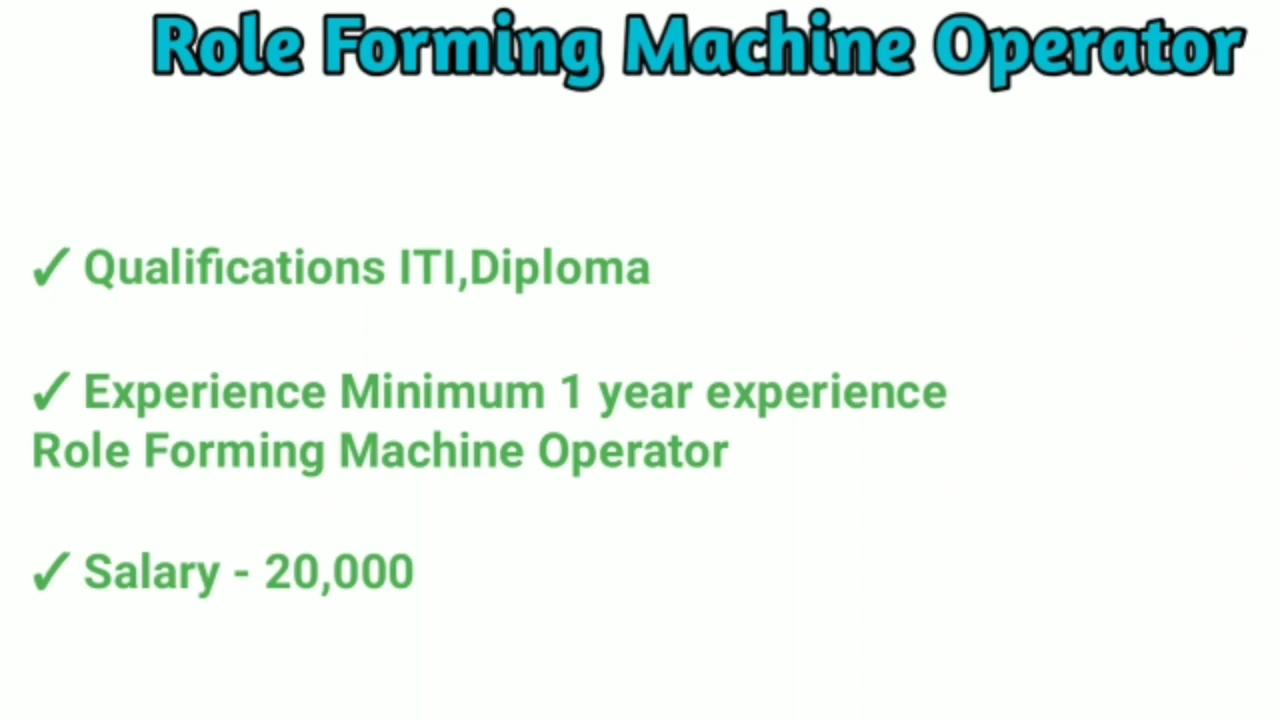 Role Forming Machine Operator
✓ Qualifications ITI,Diploma
✓ Experience Minimum 1 year experience
Role Forming Machine Operator
✓ Salary - 20,000